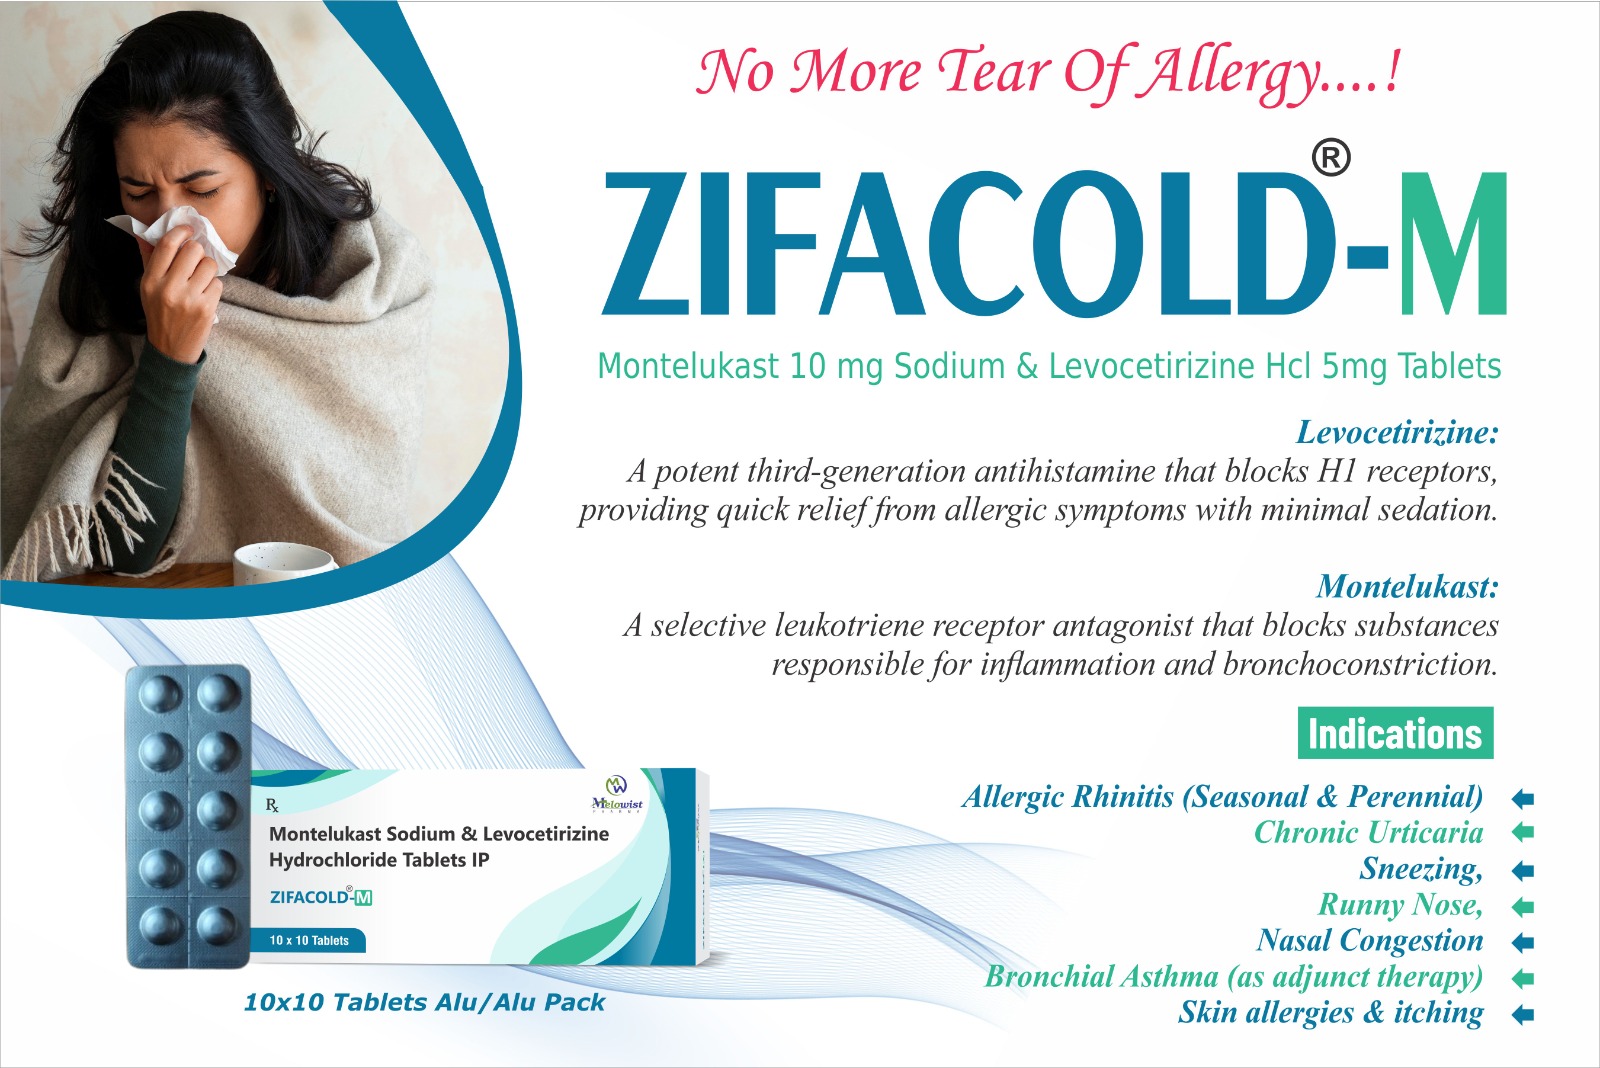 No More Tear Of Allergy....!
ZIFACOLD®-M
Montelukast 10 mg Sodium & Levocetirizine Hcl 5mg Tablets
Levocetirizine:
A potent third-generation antihistamine that blocks H1 receptors,
providing quick relief from allergic symptoms with minimal sedation.
Montelukast:
A selective leukotriene receptor antagonist that blocks substances
responsible for inflammation and bronchoconstriction.
Indications
Allergic Rhinitis (Seasonal & Perennial)
Chronic Urticaria
Sneezing,
Runny Nose,
Nasal Congestion
Bronchial Asthma (as adjunct therapy)
Skin allergies & itching
Rx
Melowist
PHARMA
Montelukast Sodium & Levocetirizine
Hydrochloride Tablets IP
ZIFACOLD®-M
10 x 10 Tablets
10x10 Tablets Alu/Alu Pack